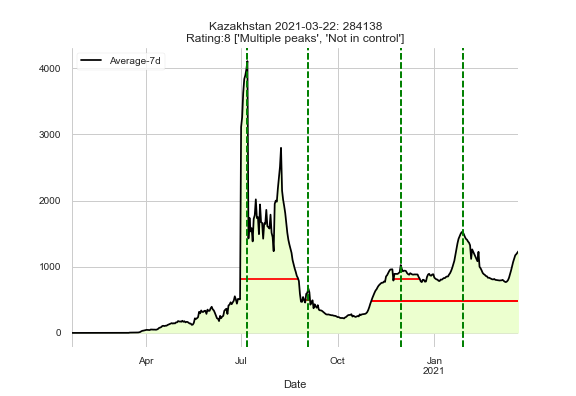 Kazakhstan 2021-03-22: 284138
Rating:8 ['Multiple peaks', 'Not in control']
Average-7d
4000
3000
2000
1000
0
Apr Jul Oct Jan
2021
Date